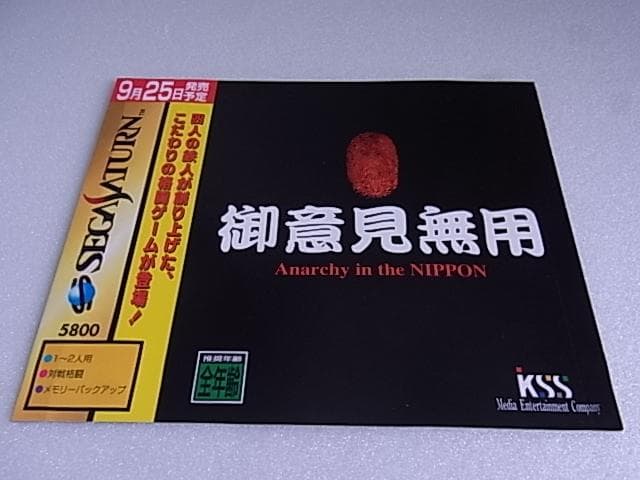 9月25日発売予定
SEGASATURN
TM
5800
1〜2人用
対戦格闘
メモリーバックアップ
四人の鉄人が創り上げた、
こだわりの格闘ゲームが登場！
御意見無用
Anarchy in the NIPPON
推奨年齢
全年齢
KSS
Media Entertainment Company